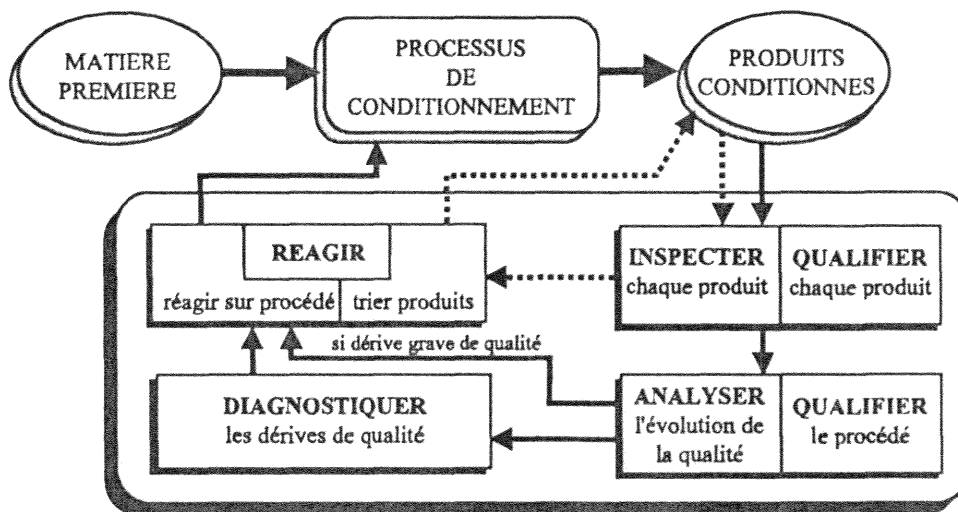 MATIERE
PREMIERE
PROCESSUS
DE
CONDITIONNEMENT
PRODUITS
CONDITIONNES
REAGIR
réagir sur procédé
trier produits
INSPECTER
chaque produit
QUALIFIER
chaque produit
si dérive grave de qualité
DIAGNOSTIQUER
les dérives de qualité
ANALYSER
l'évolution de
la qualité
QUALIFIER
le procédé